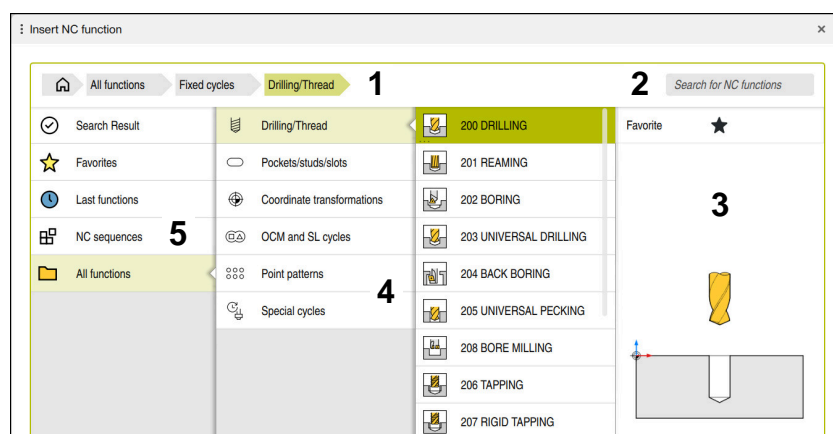 Insert NC function
×
All functions
Fixed cycles
Drilling/Thread
1
2
Search for NC functions
Search Result
Favorites
Last functions
NC sequences
5
All functions
Drilling/Thread
Pockets/studs/slots
Coordinate transformations
OCM and SL cycles
Point patterns
4
Special cycles
200 DRILLING
201 REAMING
202 BORING
203 UNIVERSAL DRILLING
204 BACK BORING
205 UNIVERSAL PECKING
208 BORE MILLING
206 TAPPING
207 RIGID TAPPING
Favorite
3